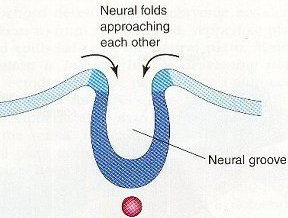 Neural folds
approaching
each other
Neural groove